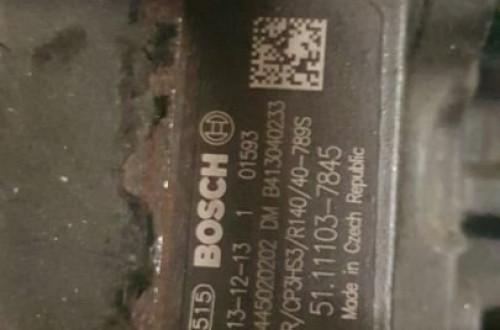 515 BOSCH
13-12-13 1 01593
445020202 DM B413040233
R/CP3HS3/R140/40-789S
51.11103-7845
Made in Czech Republic